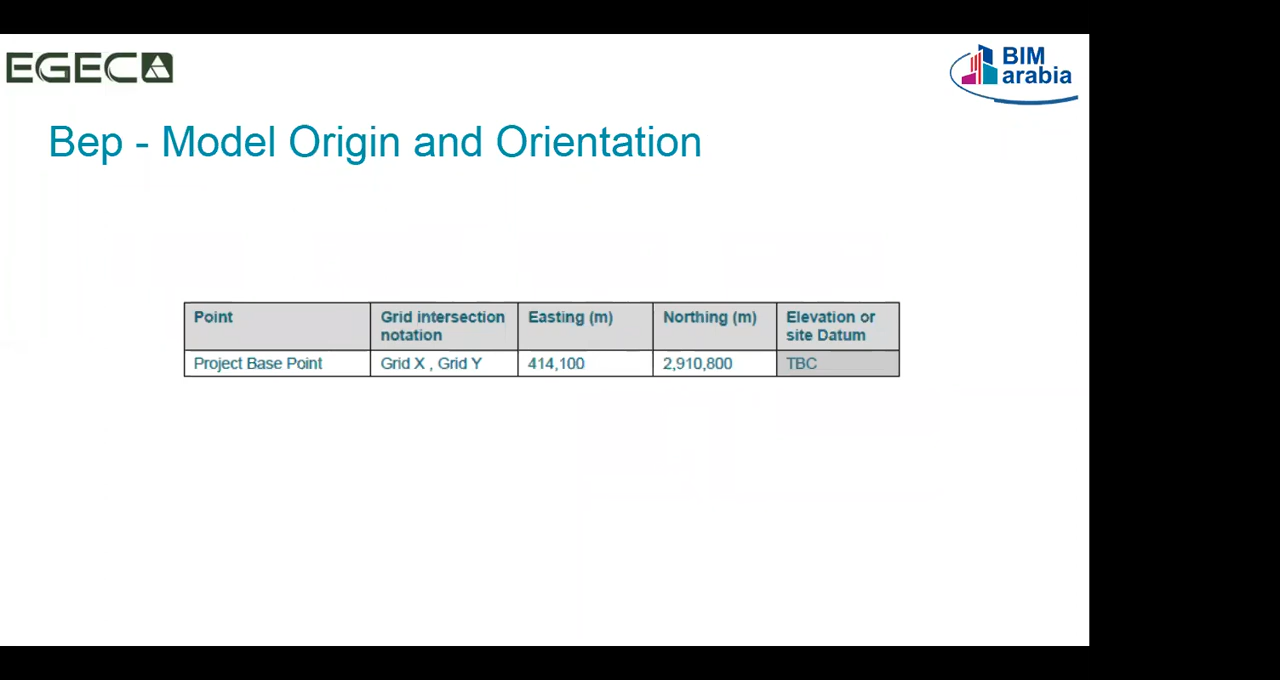 EGEC
BIM
arabia
Bep - Model Origin and Orientation
Point
Grid intersection
notation
Easting (m)
Northing (m)
Elevation or
site Datum
Project Base Point
Grid X , Grid Y
414,100
2,910,800
TBC